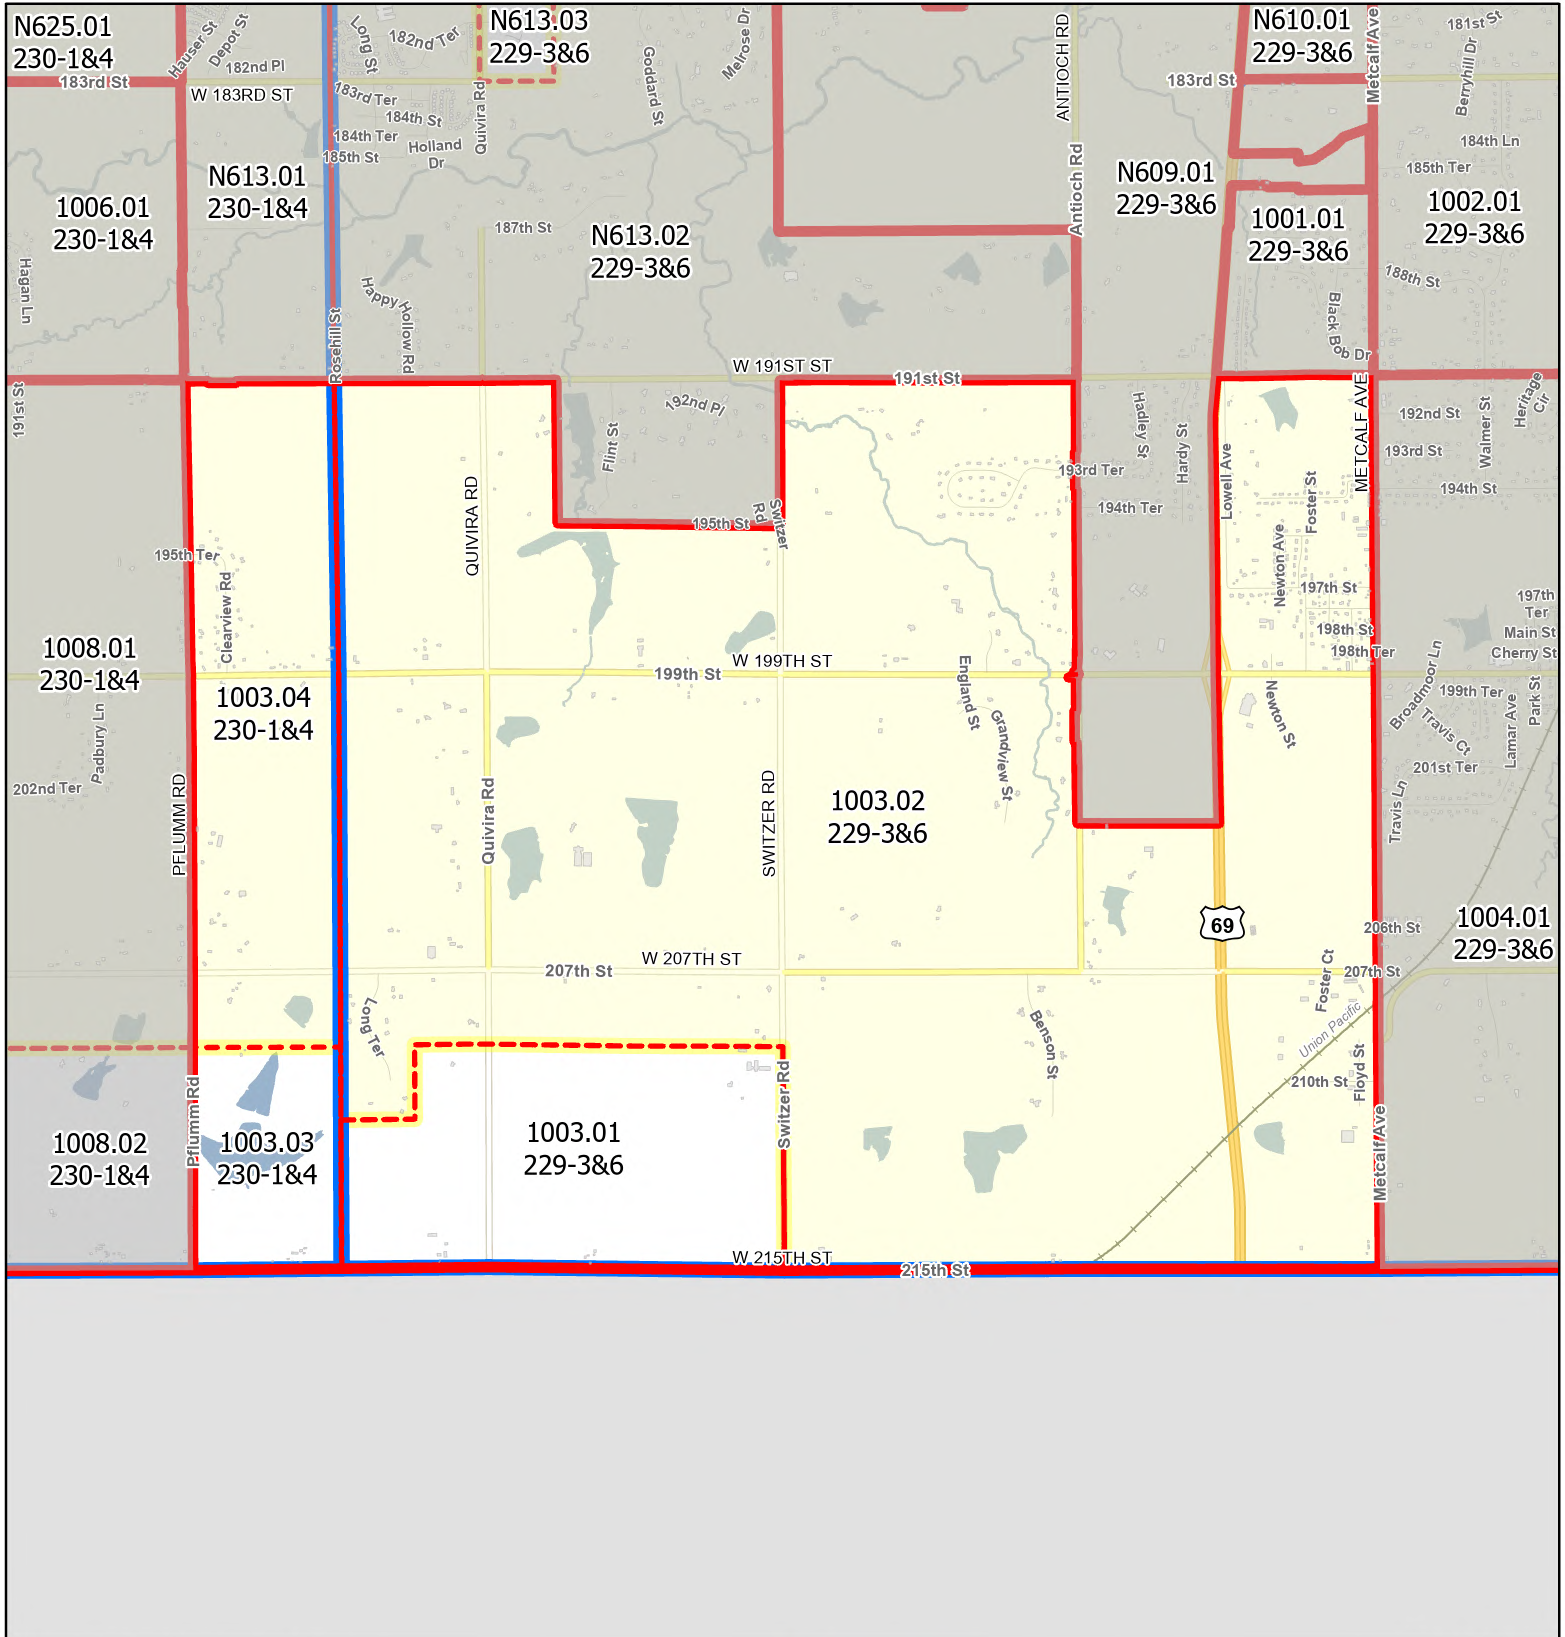 N625.01
230-1&4
Hauser St
Depot St
Long St
182nd Ter
N613.03
229-3&6
Goddard St
Melrose Dr
ANTIOCH RD
N610.01
229-3&6
Metcalf Ave
181st St
Berryhill Dr
182nd Pl
183rd St
W 183RD ST
183rd Ter
184th St
184th Ter
185th St
Holland
Dr
Quivira Rd
183rd St
184th Ln
185th Ter
1006.01
230-1&4
N613.01
230-1&4
187th St
N613.02
229-3&6
Antioch Rd
N609.01
229-3&6
1001.01
229-3&6
1002.01
229-3&6
188th St
Hagan Ln
Happy
Hollow Rd
Rosehill St
Black Bo
b Dr
W 191ST ST
191st St
191st St
192nd Pl
Flint St
Hadley St
Hardy St
METCALF AVE
192nd St
Walmer St
Heritage
Cir
193rd St
193rd Ter
194th St
194th Ter
Lowell Ave
Foster St
QUIVIRA RD
195th St
Switzer
Rd
195th Ter
Clearview Rd
Newton Ave
197th St
197th
Ter
198th St
198th Ter
Main St
Cherry St
1008.01
230-1&4
W 199TH ST
199th St
England St
Grandview St
Newton St
Broadmoor Ln
199th Ter
Travis Ct
Lamar Ave
Park St
1003.04
230-1&4
Padbury Ln
202nd Ter
PFLUMM RD
Quivira Rd
SWITZER RD
1003.02
229-3&6
201st Ter
Travis Ln
69
206th St
1004.01
229-3&6
W 207TH ST
207th St
207th St
Foster Ct
Long Ter
Benson St
Union Pacific
Floyd St
210th St
Pflumm Rd
Switzer Rd
Metcalf Ave
1008.02
230-1&4
1003.03
230-1&4
1003.01
229-3&6
W 215TH ST
215th St